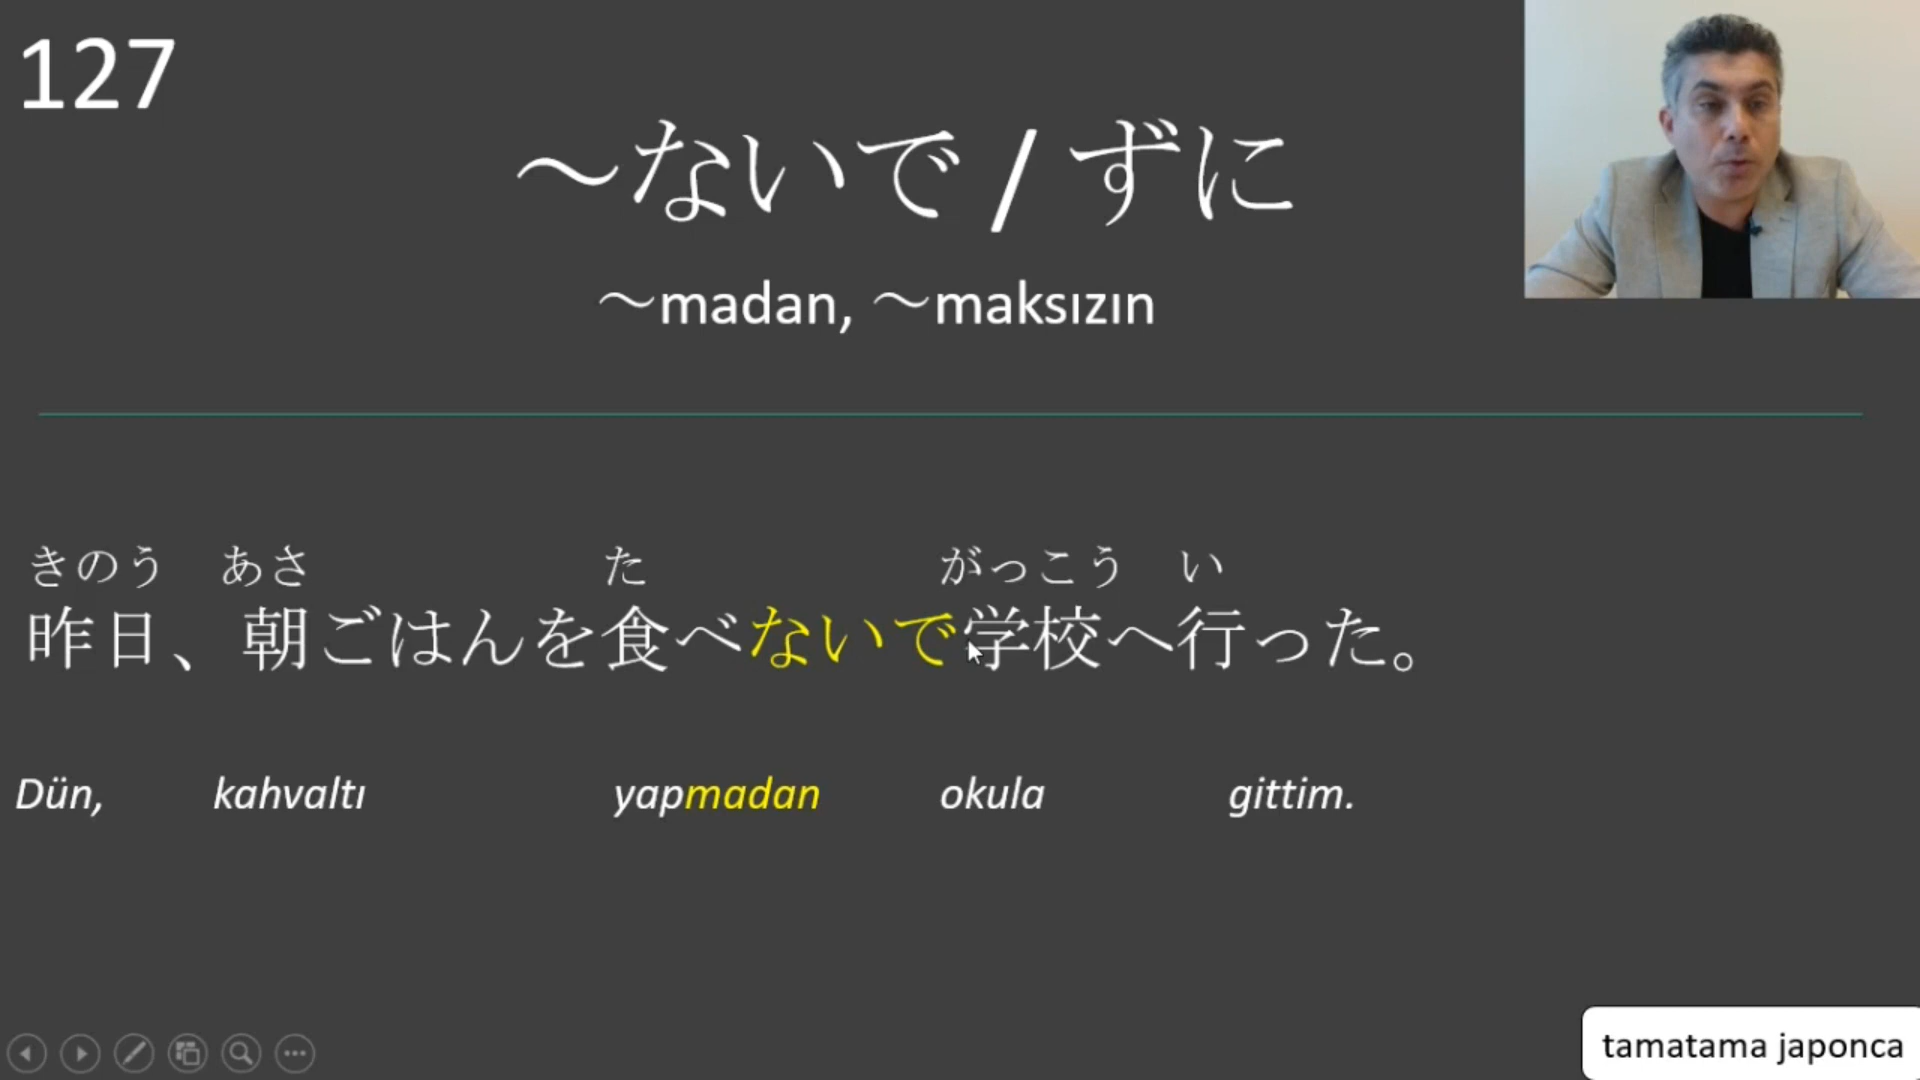 127
～ないで / ずに
～madan, ～maksızın
きのう あさ た がっこう い
昨日、朝ごはんを食べないで学校へ行った。
Dün, kahvaltı yapmadan okula gittim.
tamatama japonca